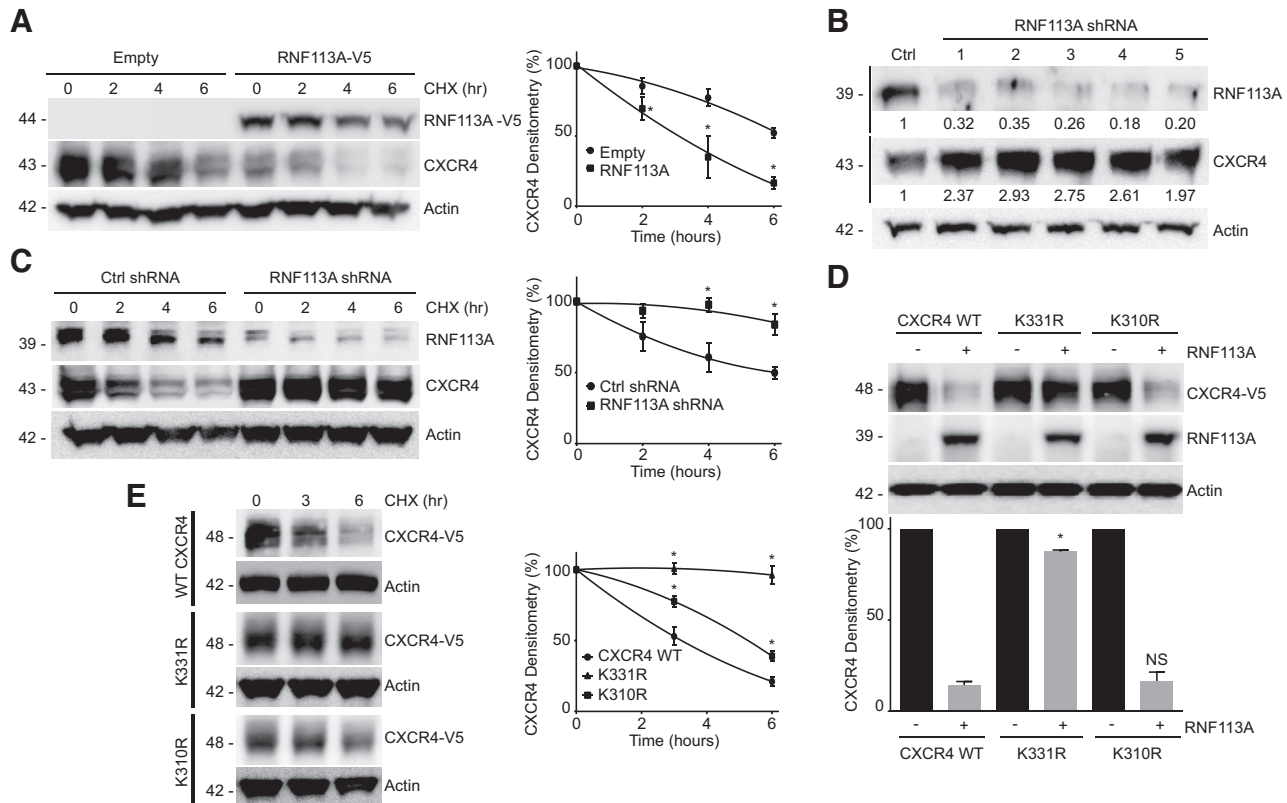 A
Empty RNF113A-V5
0 2 4 6 0 2 4 6 CHX (hr)
44 - RNF113A -V5
43 - CXCR4
42 - Actin
CXCR4 Densitometry (%)
100
50
0
Empty
RNF113A
*
*
*
0 2 4 6
Time (hours)
B
RNF113A shRNA
Ctrl 1 2 3 4 5
39 - RNF113A
1 0.32 0.35 0.26 0.18 0.20
43 - CXCR4
1 2.37 2.93 2.75 2.61 1.97
42 - Actin
C
Ctrl shRNA RNF113A shRNA
0 2 4 6 0 2 4 6 CHX (hr)
39 - RNF113A
43 - CXCR4
42 - Actin
CXCR4 Densitometry (%)
100
50
0
* *
Ctrl shRNA
RNF113A shRNA
0 2 4 6
Time (hours)
D
CXCR4 WT K331R K310R
- + - + - + RNF113A
48 - CXCR4-V5
39 - RNF113A
42 - Actin
CXCR4 Densitometry (%)
100
50
0
*
NS
- + - + - + RNF113A
CXCR4 WT K331R K310R
E
0 3 6 CHX (hr)
WT CXCR4
48 - CXCR4-V5
42 - Actin
K331R
48 - CXCR4-V5
42 - Actin
K310R
48 - CXCR4-V5
42 - Actin
CXCR4 Densitometry (%)
100
50
0
* *
*
*
CXCR4 WT
K331R
K310R
0 2 4 6
Time (hours)